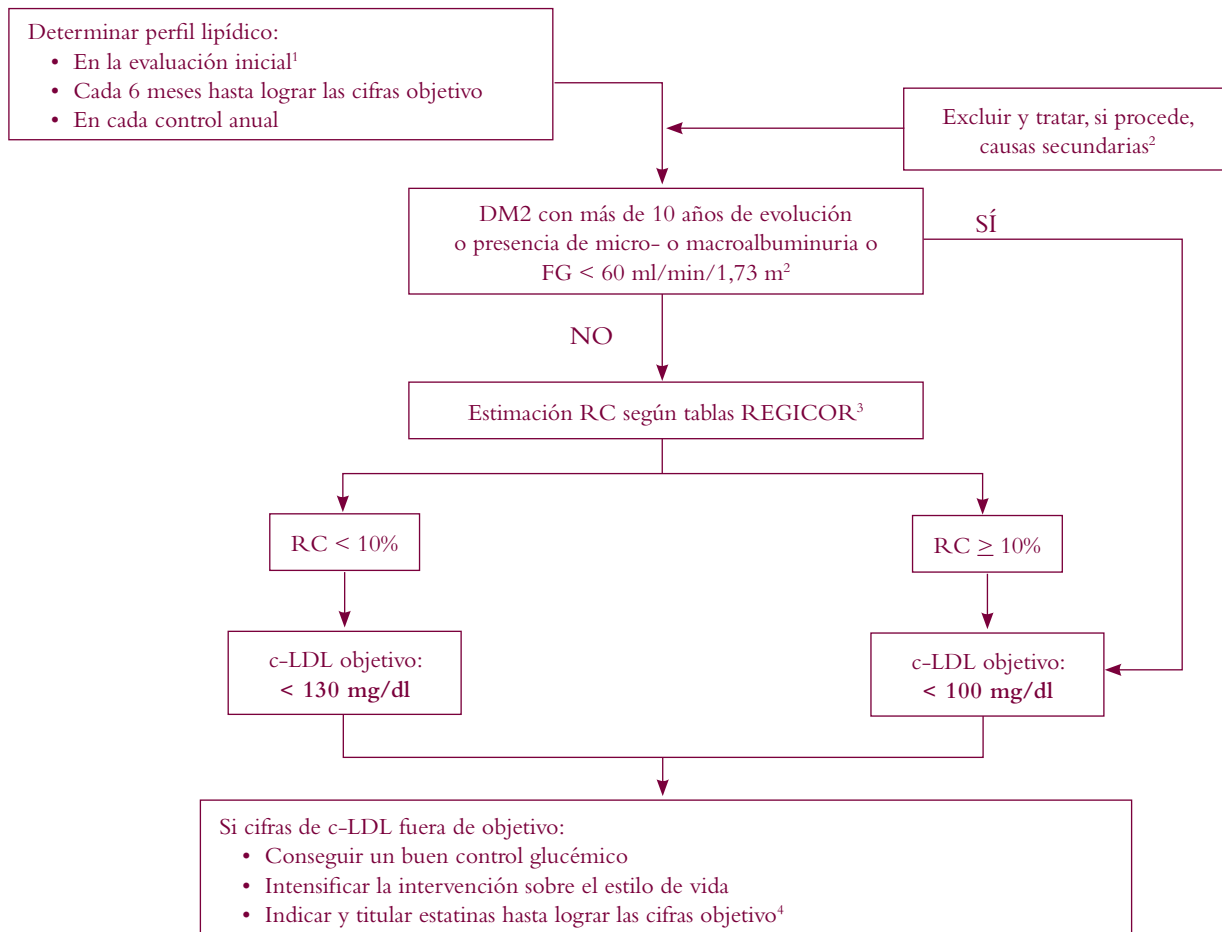 Determinar perfil lipídico:
• En la evaluación inicial¹
• Cada 6 meses hasta lograr las cifras objetivo
• En cada control anual
Excluir y tratar, si procede,
causas secundarias²
DM2 con más de 10 años de evolución
o presencia de micro- o macroalbuminuria o
FG < 60 ml/min/1,73 m²
SÍ
NO
Estimación RC según tablas REGICOR³
RC < 10%
RC ≥ 10%
c-LDL objetivo:
< 130 mg/dl
c-LDL objetivo:
< 100 mg/dl
Si cifras de c-LDL fuera de objetivo:
• Conseguir un buen control glucémico
• Intensificar la intervención sobre el estilo de vida
• Indicar y titular estatinas hasta lograr las cifras objetivo⁴